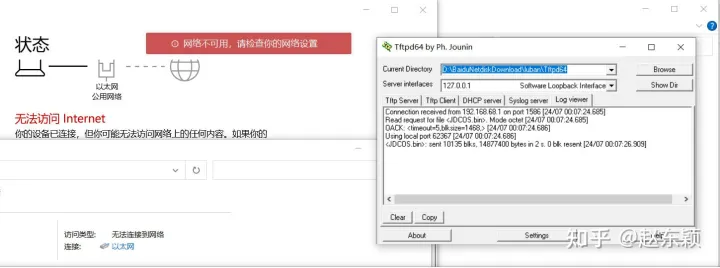 状态
网络不可用，请检查你的网络设置
以太网
公用网络
无法访问 Internet
你的设备已连接，但你可能无法访问网络上的任何内容。如果你的
访问类型: 无法连接到网络
连接: 以太网
Tftpd64 by Ph. Jounin
Current Directory D:\BaiduNetdiskDownload\luban\Tftpd64 Browse
Server interfaces 127.0.0.1 Software Loopback Interface Show Dir
Tftp Server Tftp Client DHCP server Syslog server Log viewer
Connection received from 192.168.68.1 on port 1586 [24/07 00:07:24.685]
Read request for file <JDCOS.bin>. Mode octet [24/07 00:07:24.685]
OACK: <timeout=5,blksize=1468,> [24/07 00:07:24.686]
Using local port 62367 [24/07 00:07:24.686]
<JDCOS.bin>: sent 10135 blks, 14877400 bytes in 2 s. 0 blk resent [24/07 00:07:26.909]
Clear Copy
About Settings
知乎 @赵东颖